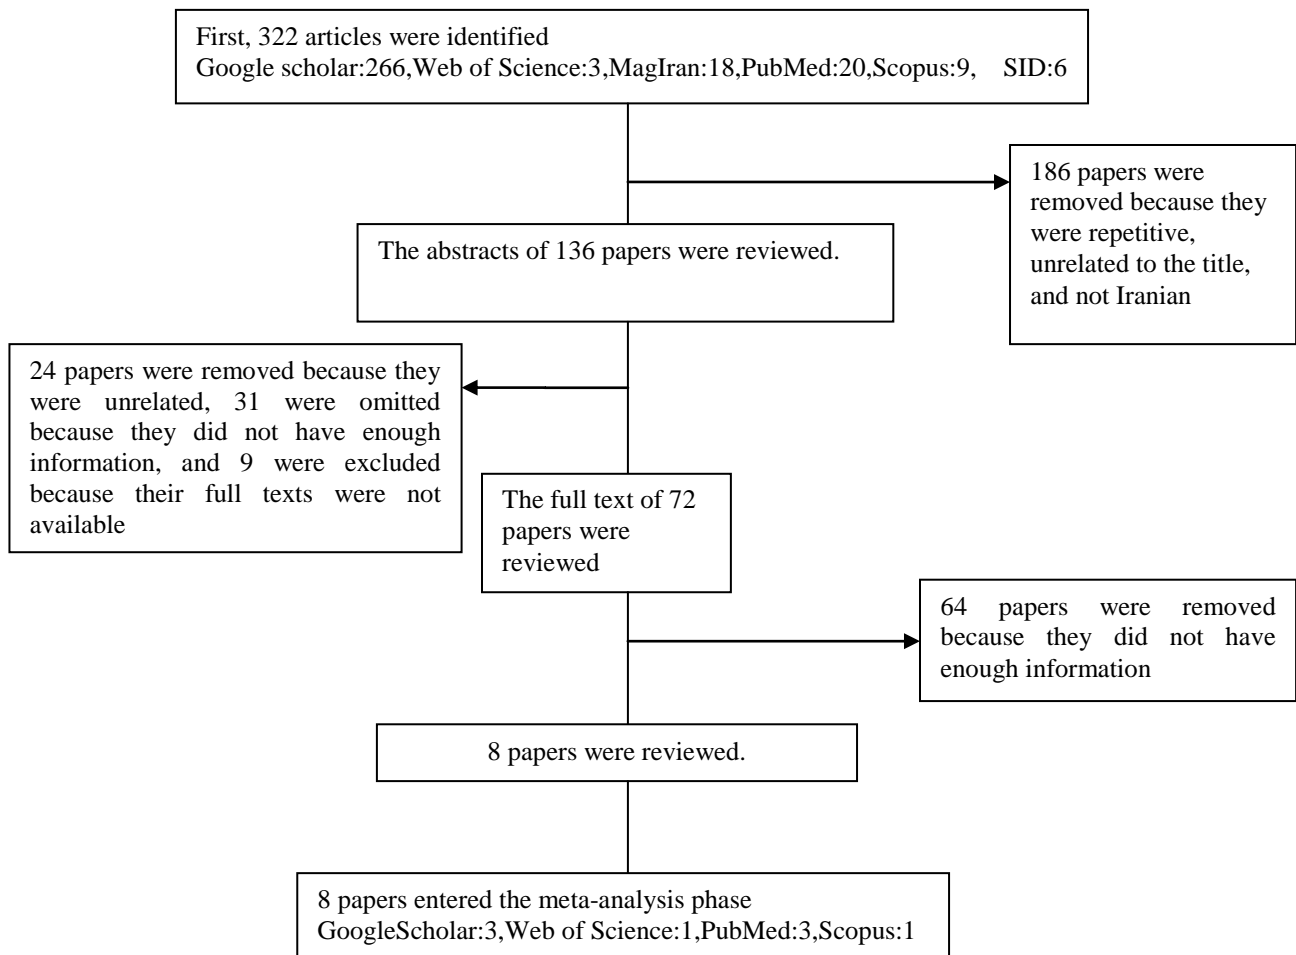 First, 322 articles were identified
Google scholar:266,Web of Science:3,MagIran:18,PubMed:20,Scopus:9, SID:6
186 papers were
removed because they
were repetitive,
unrelated to the title,
and not Iranian
The abstracts of 136 papers were reviewed.
24 papers were removed because they
were unrelated, 31 were omitted
because they did not have enough
information, and 9 were excluded
because their full texts were not
available
The full text of 72
papers were
reviewed
64 papers were removed
because they did not have
enough information
8 papers were reviewed.
8 papers entered the meta-analysis phase
GoogleScholar:3,Web of Science:1,PubMed:3,Scopus:1